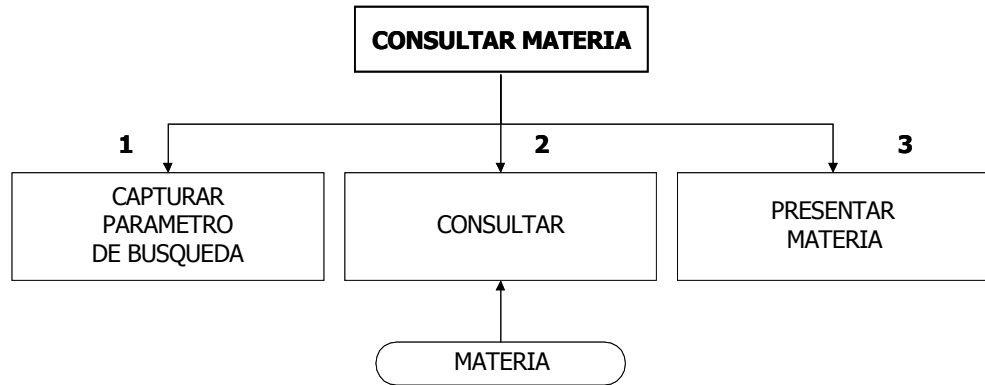 CONSULTAR MATERIA
1
2
3
CAPTURAR
PARAMETRO
DE BUSQUEDA
CONSULTAR
PRESENTAR
MATERIA
MATERIA